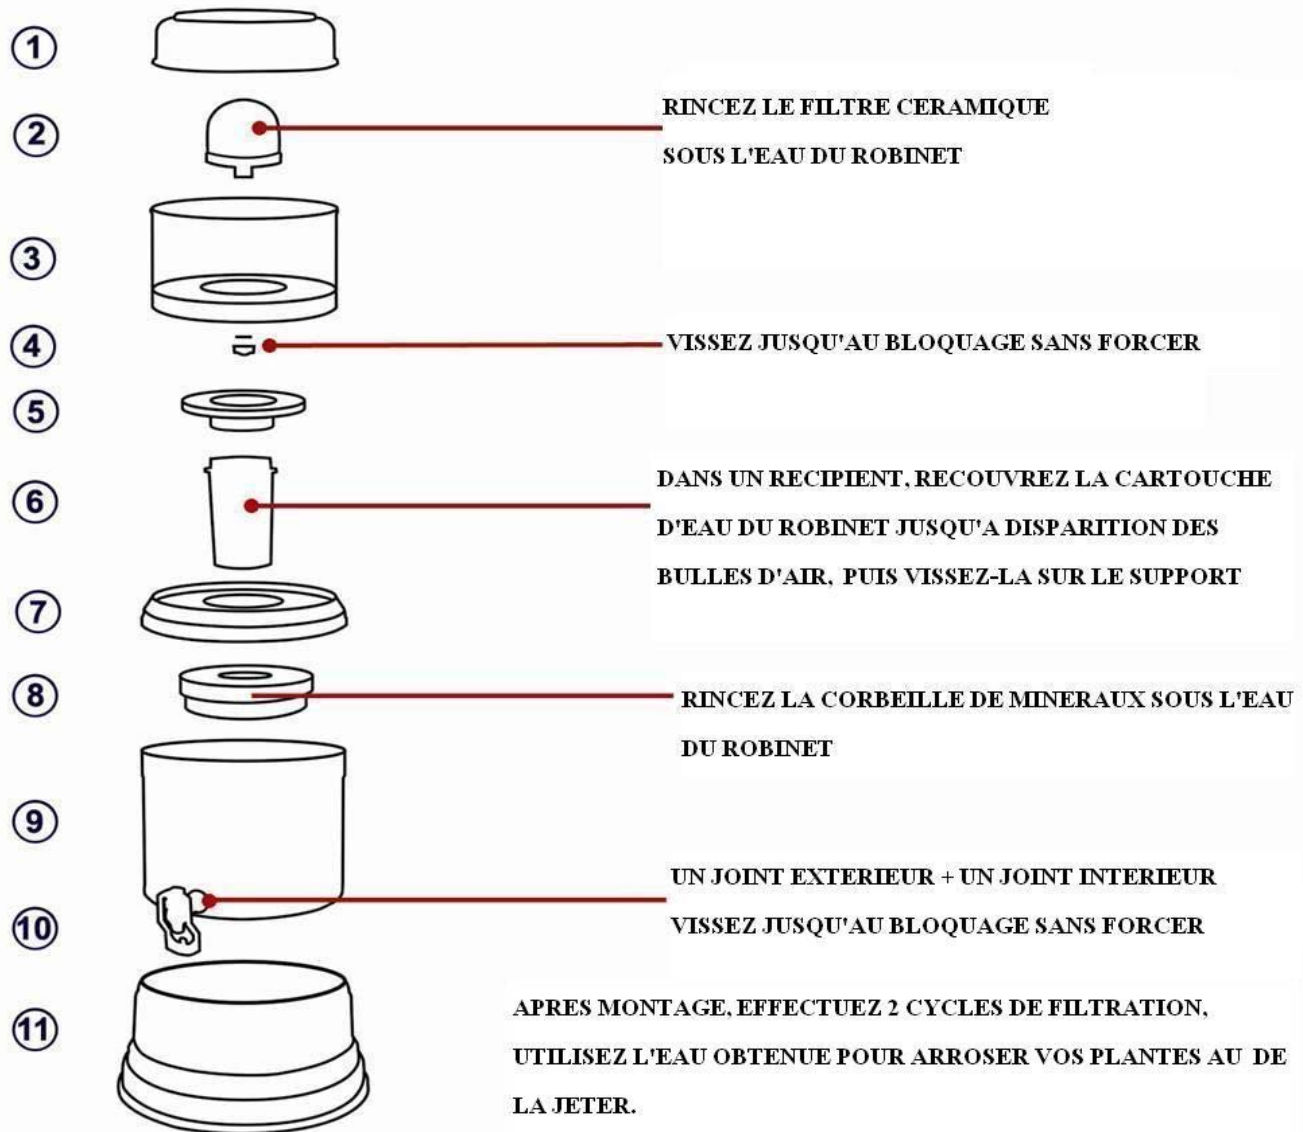 1
2
RINCEZ LE FILTRE CERAMIQUE
SOUS L'EAU DU ROBINET
3
4
VISSEZ JUSQU'AU BLOQUAGE SANS FORCER
5
6
DANS UN RECIPIENT, RECOUVREZ LA CARTOUCHE
D'EAU DU ROBINET JUSQU'A DISPARITION DES
BULLES D'AIR, PUIS VISSEZ-LA SUR LE SUPPORT
7
8
RINCEZ LA CORBEILLE DE MINERAUX SOUS L'EAU
DU ROBINET
9
UN JOINT EXTERIEUR + UN JOINT INTERIEUR
VISSEZ JUSQU'AU BLOQUAGE SANS FORCER
10
11
APRES MONTAGE, EFFECTUEZ 2 CYCLES DE FILTRATION,
UTILISEZ L'EAU OBTENUE POUR ARROSER VOS PLANTES AU DE
LA JETER.